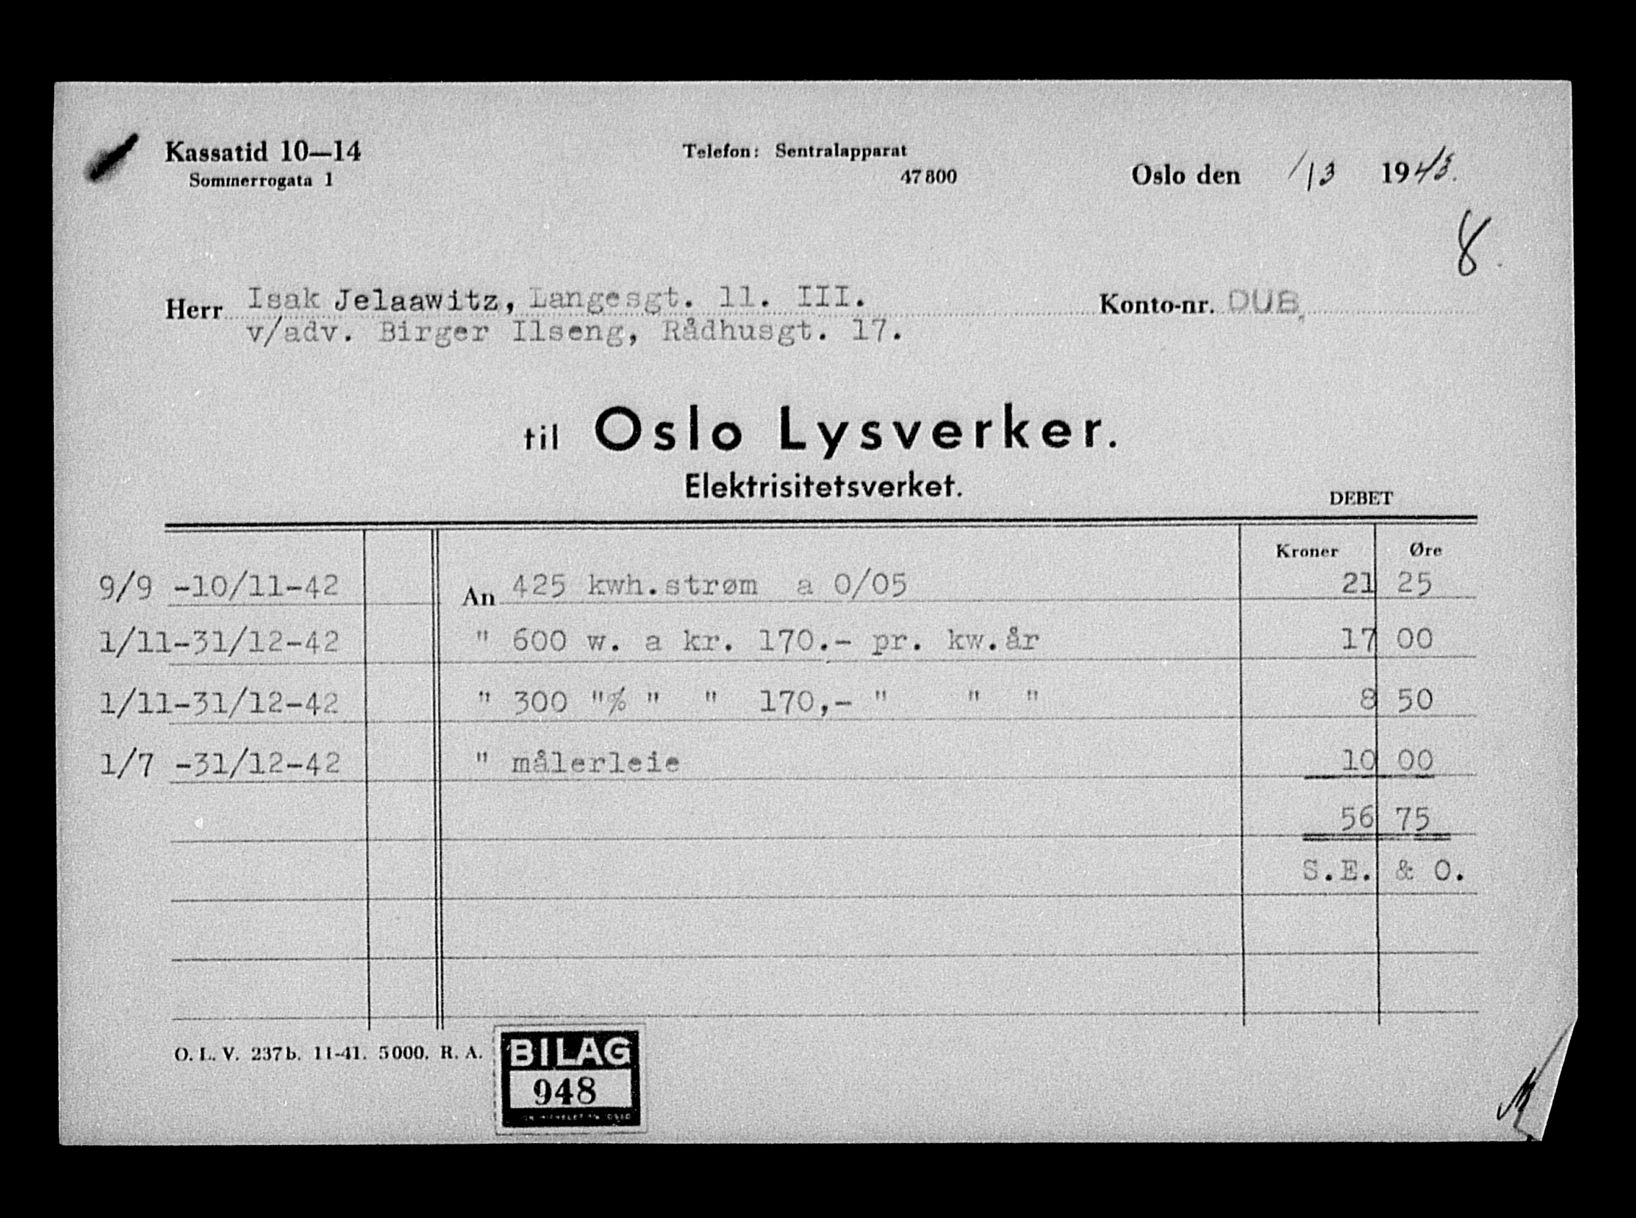 Kassatid 10—14
Sommerrogata 1
Telefon: Sentralapparat
47800
Oslo den 1/3 1943.
8.
Herr Isak Jelaawitz, Langesgt. 11. III.
v/adv. Birger Ilseng, Rådhusgt. 17.
Konto-nr. DUB.
til Oslo Lysverker.
Elektrisitetsverket.
DEBET
Kroner Øre
9/9 -10/11-42 An 425 kwh.strøm a 0/05 21 25
1/11-31/12-42 " 600 w. a kr. 170.- pr. kw.år 17 00
1/11-31/12-42 " 300 "% " " 170,- " " " 8 50
1/7 -31/12-42 " målerleie 10 00
56 75
S.E. & O.
O. L. V. 237b. 11-41. 5000. R. A.
BILAG
948